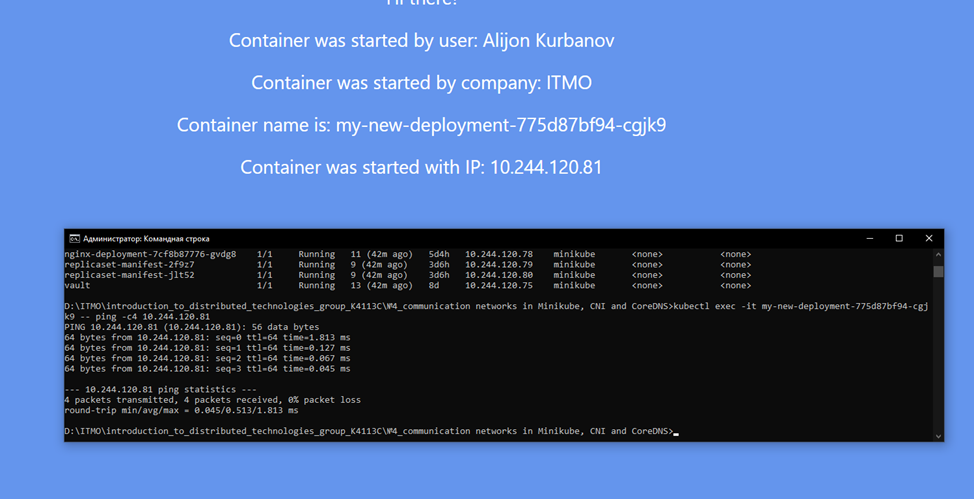 Hi there!
Container was started by user: Alijon Kurbanov
Container was started by company: ITMO
Container name is: my-new-deployment-775d87bf94-cgjk9
Container was started with IP: 10.244.120.81
Администратор: Командная строка
nginx-deployment-7cf8b87776-gvdg8 1/1 Running 11 (42m ago) 5d4h 10.244.120.78 minikube <none> <none>
replicaset-manifest-2f9z7 1/1 Running 9 (42m ago) 3d6h 10.244.120.79 minikube <none> <none>
replicaset-manifest-jlt52 1/1 Running 9 (42m ago) 3d6h 10.244.120.80 minikube <none> <none>
vault 1/1 Running 13 (42m ago) 8d 10.244.120.75 minikube <none> <none>
D:\ITMO\introduction_to_distributed_technologies_group_K4113C\№4_communication networks in Minikube, CNI and CoreDNS>kubectl exec -it my-new-deployment-775d87bf94-cgj
k9 -- ping -c4 10.244.120.81
PING 10.244.120.81 (10.244.120.81): 56 data bytes
64 bytes from 10.244.120.81: seq=0 ttl=64 time=1.813 ms
64 bytes from 10.244.120.81: seq=1 ttl=64 time=0.127 ms
64 bytes from 10.244.120.81: seq=2 ttl=64 time=0.067 ms
64 bytes from 10.244.120.81: seq=3 ttl=64 time=0.045 ms
--- 10.244.120.81 ping statistics ---
4 packets transmitted, 4 packets received, 0% packet loss
round-trip min/avg/max = 0.045/0.513/1.813 ms
D:\ITMO\introduction_to_distributed_technologies_group_K4113C\№4_communication networks in Minikube, CNI and CoreDNS>